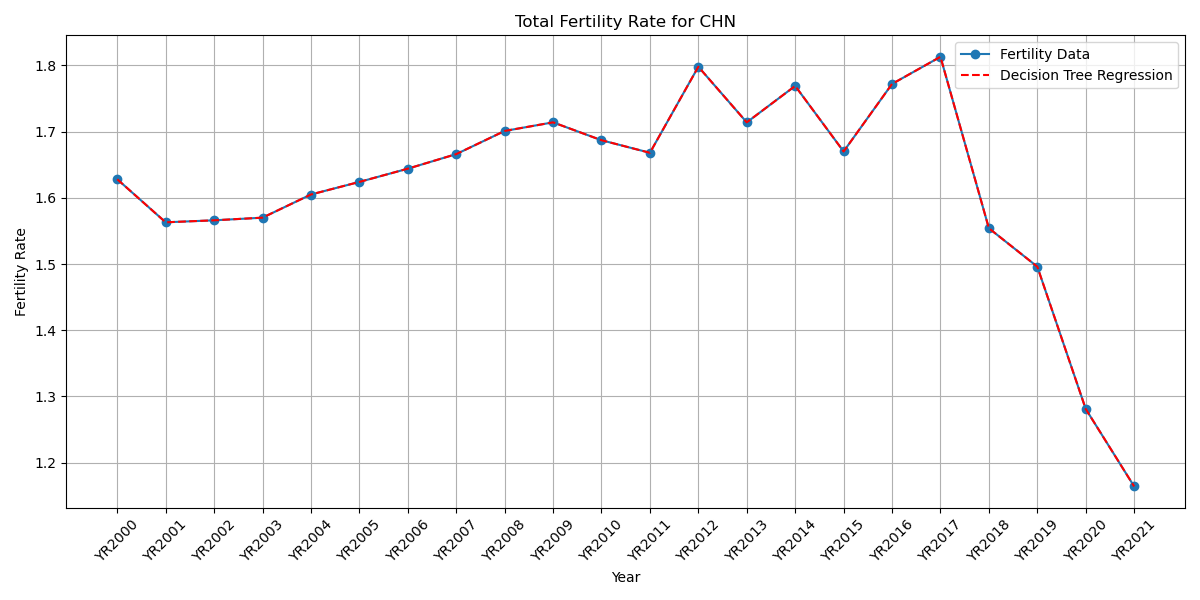 Total Fertility Rate for CHN
Fertility Data
Decision Tree Regression
1.8
1.7
1.6
1.5
1.4
1.3
1.2
Fertility Rate
YR2000
YR2001
YR2002
YR2003
YR2004
YR2005
YR2006
YR2007
YR2008
YR2009
YR2010
YR2011
YR2012
YR2013
YR2014
YR2015
YR2016
YR2017
YR2018
YR2019
YR2020
YR2021
Year